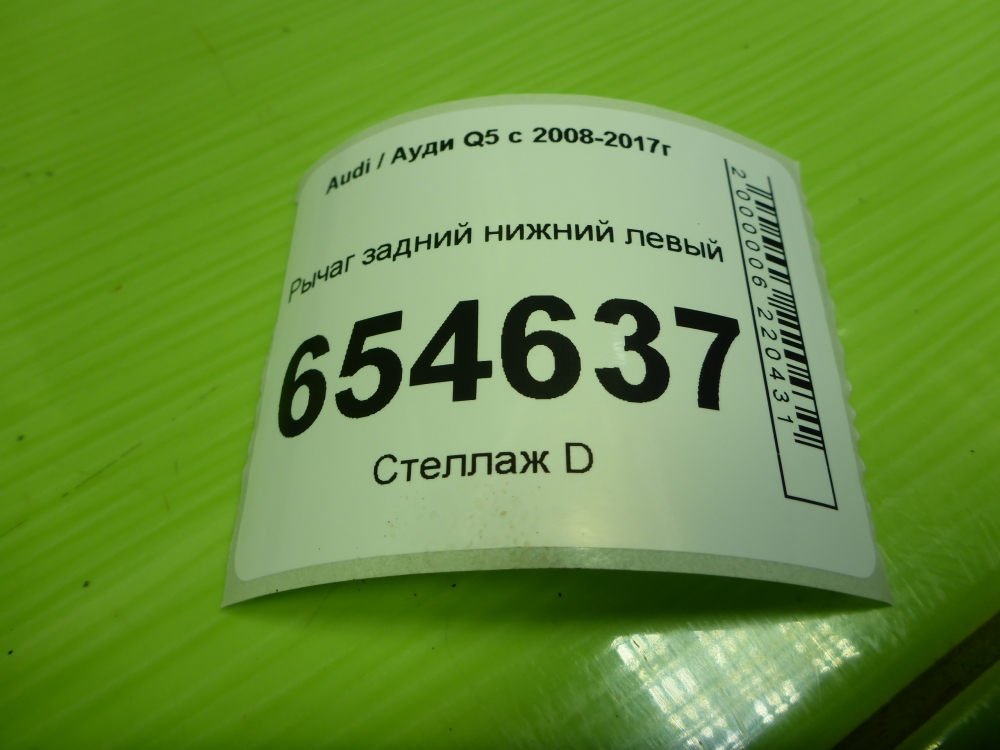 Audi / Ауди Q5 с 2008-2017г
Рычаг задний нижний левый
654637
Стеллаж D
2000006220431